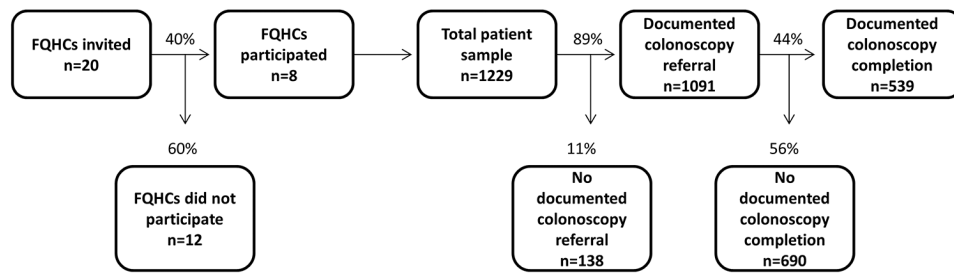 FQHCs invited
n=20
40%
FQHCs
participated
n=8
Total patient
sample
n=1229
89%
Documented
colonoscopy
referral
n=1091
44%
Documented
colonoscopy
completion
n=539
60%
FQHCs did not
participate
n=12
11%
No
documented
colonoscopy
referral
n=138
56%
No
documented
colonoscopy
completion
n=690